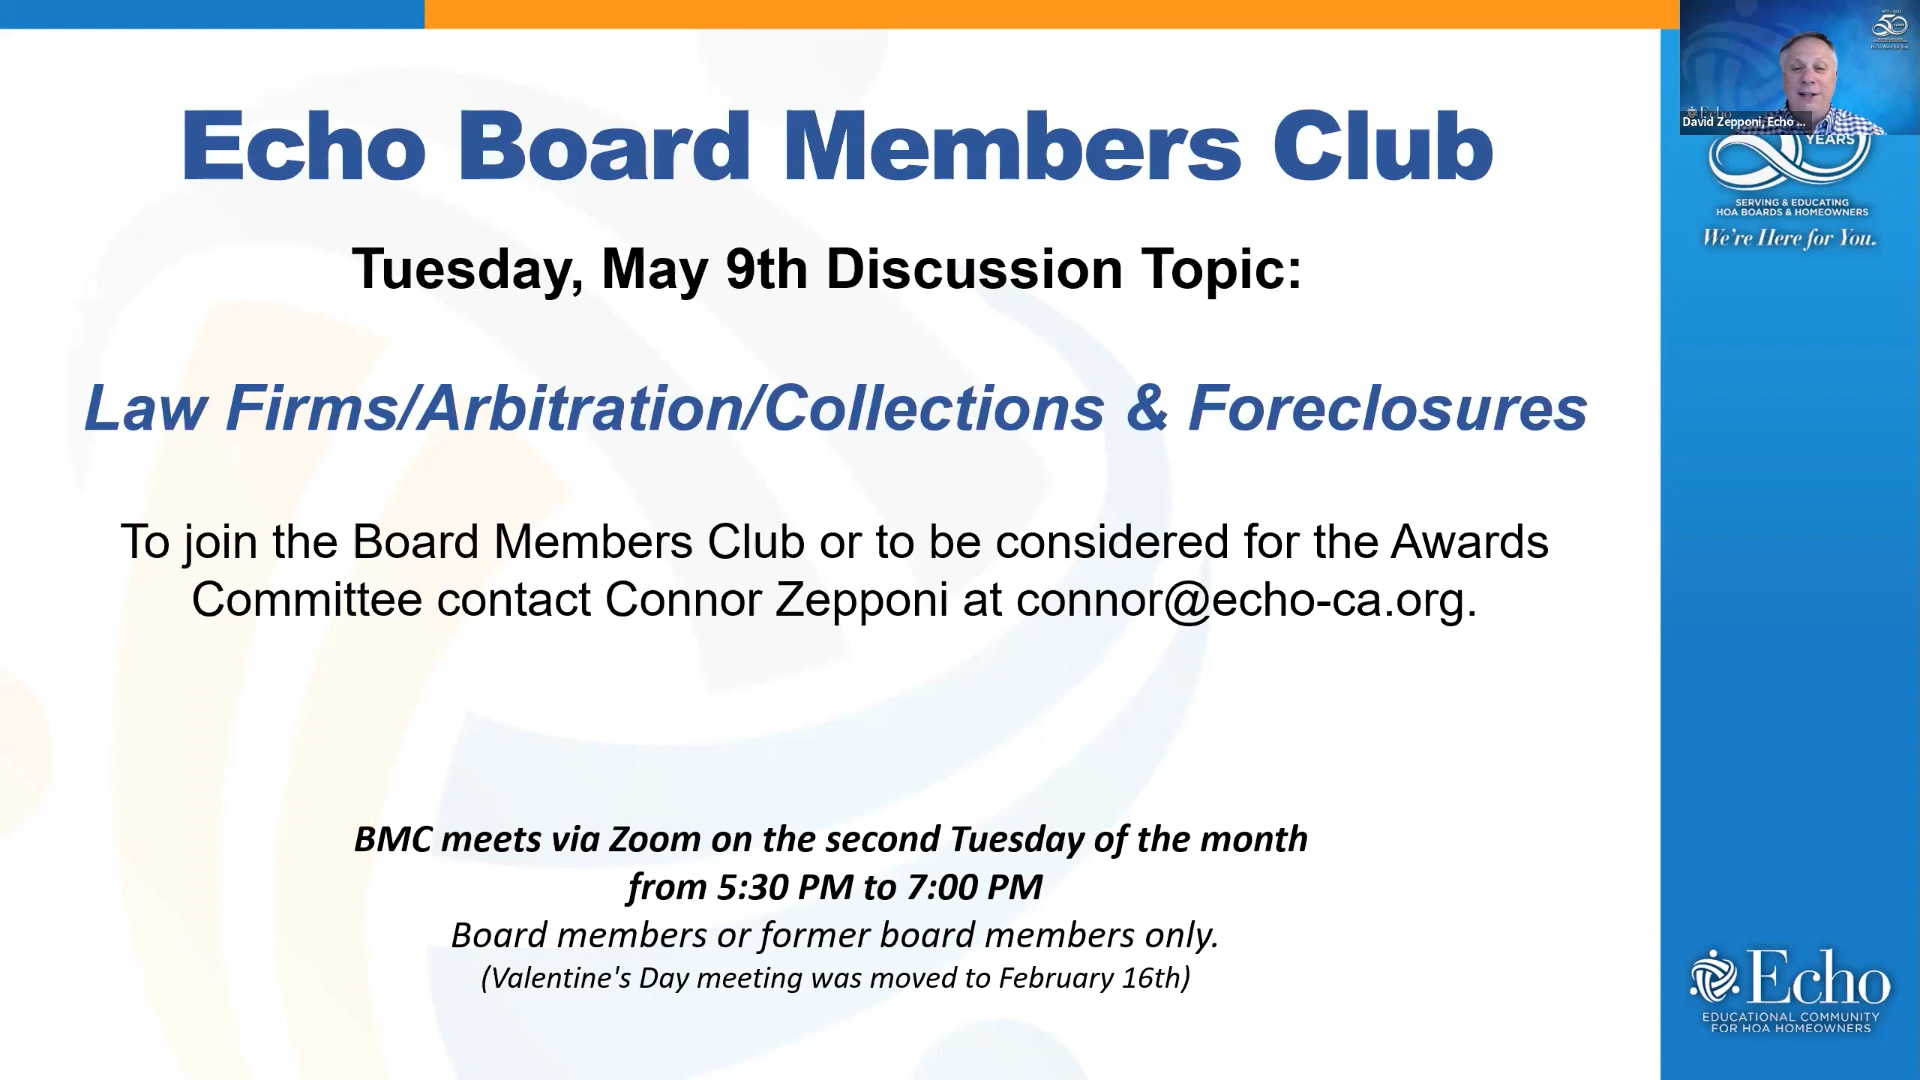 Echo Board Members Club
Tuesday, May 9th Discussion Topic:
Law Firms/Arbitration/Collections & Foreclosures
To join the Board Members Club or to be considered for the Awards
Committee contact Connor Zepponi at connor@echo-ca.org.
BMC meets via Zoom on the second Tuesday of the month
from 5:30 PM to 7:00 PM
Board members or former board members only.
(Valentine's Day meeting was moved to February 16th)
50
Echo
David Zepponi, Echo ...
YEARS
SERVING & EDUCATING
HOA BOARDS & HOMEOWNERS
We're Here for You.
Echo
EDUCATIONAL COMMUNITY
FOR HOA HOMEOWNERS